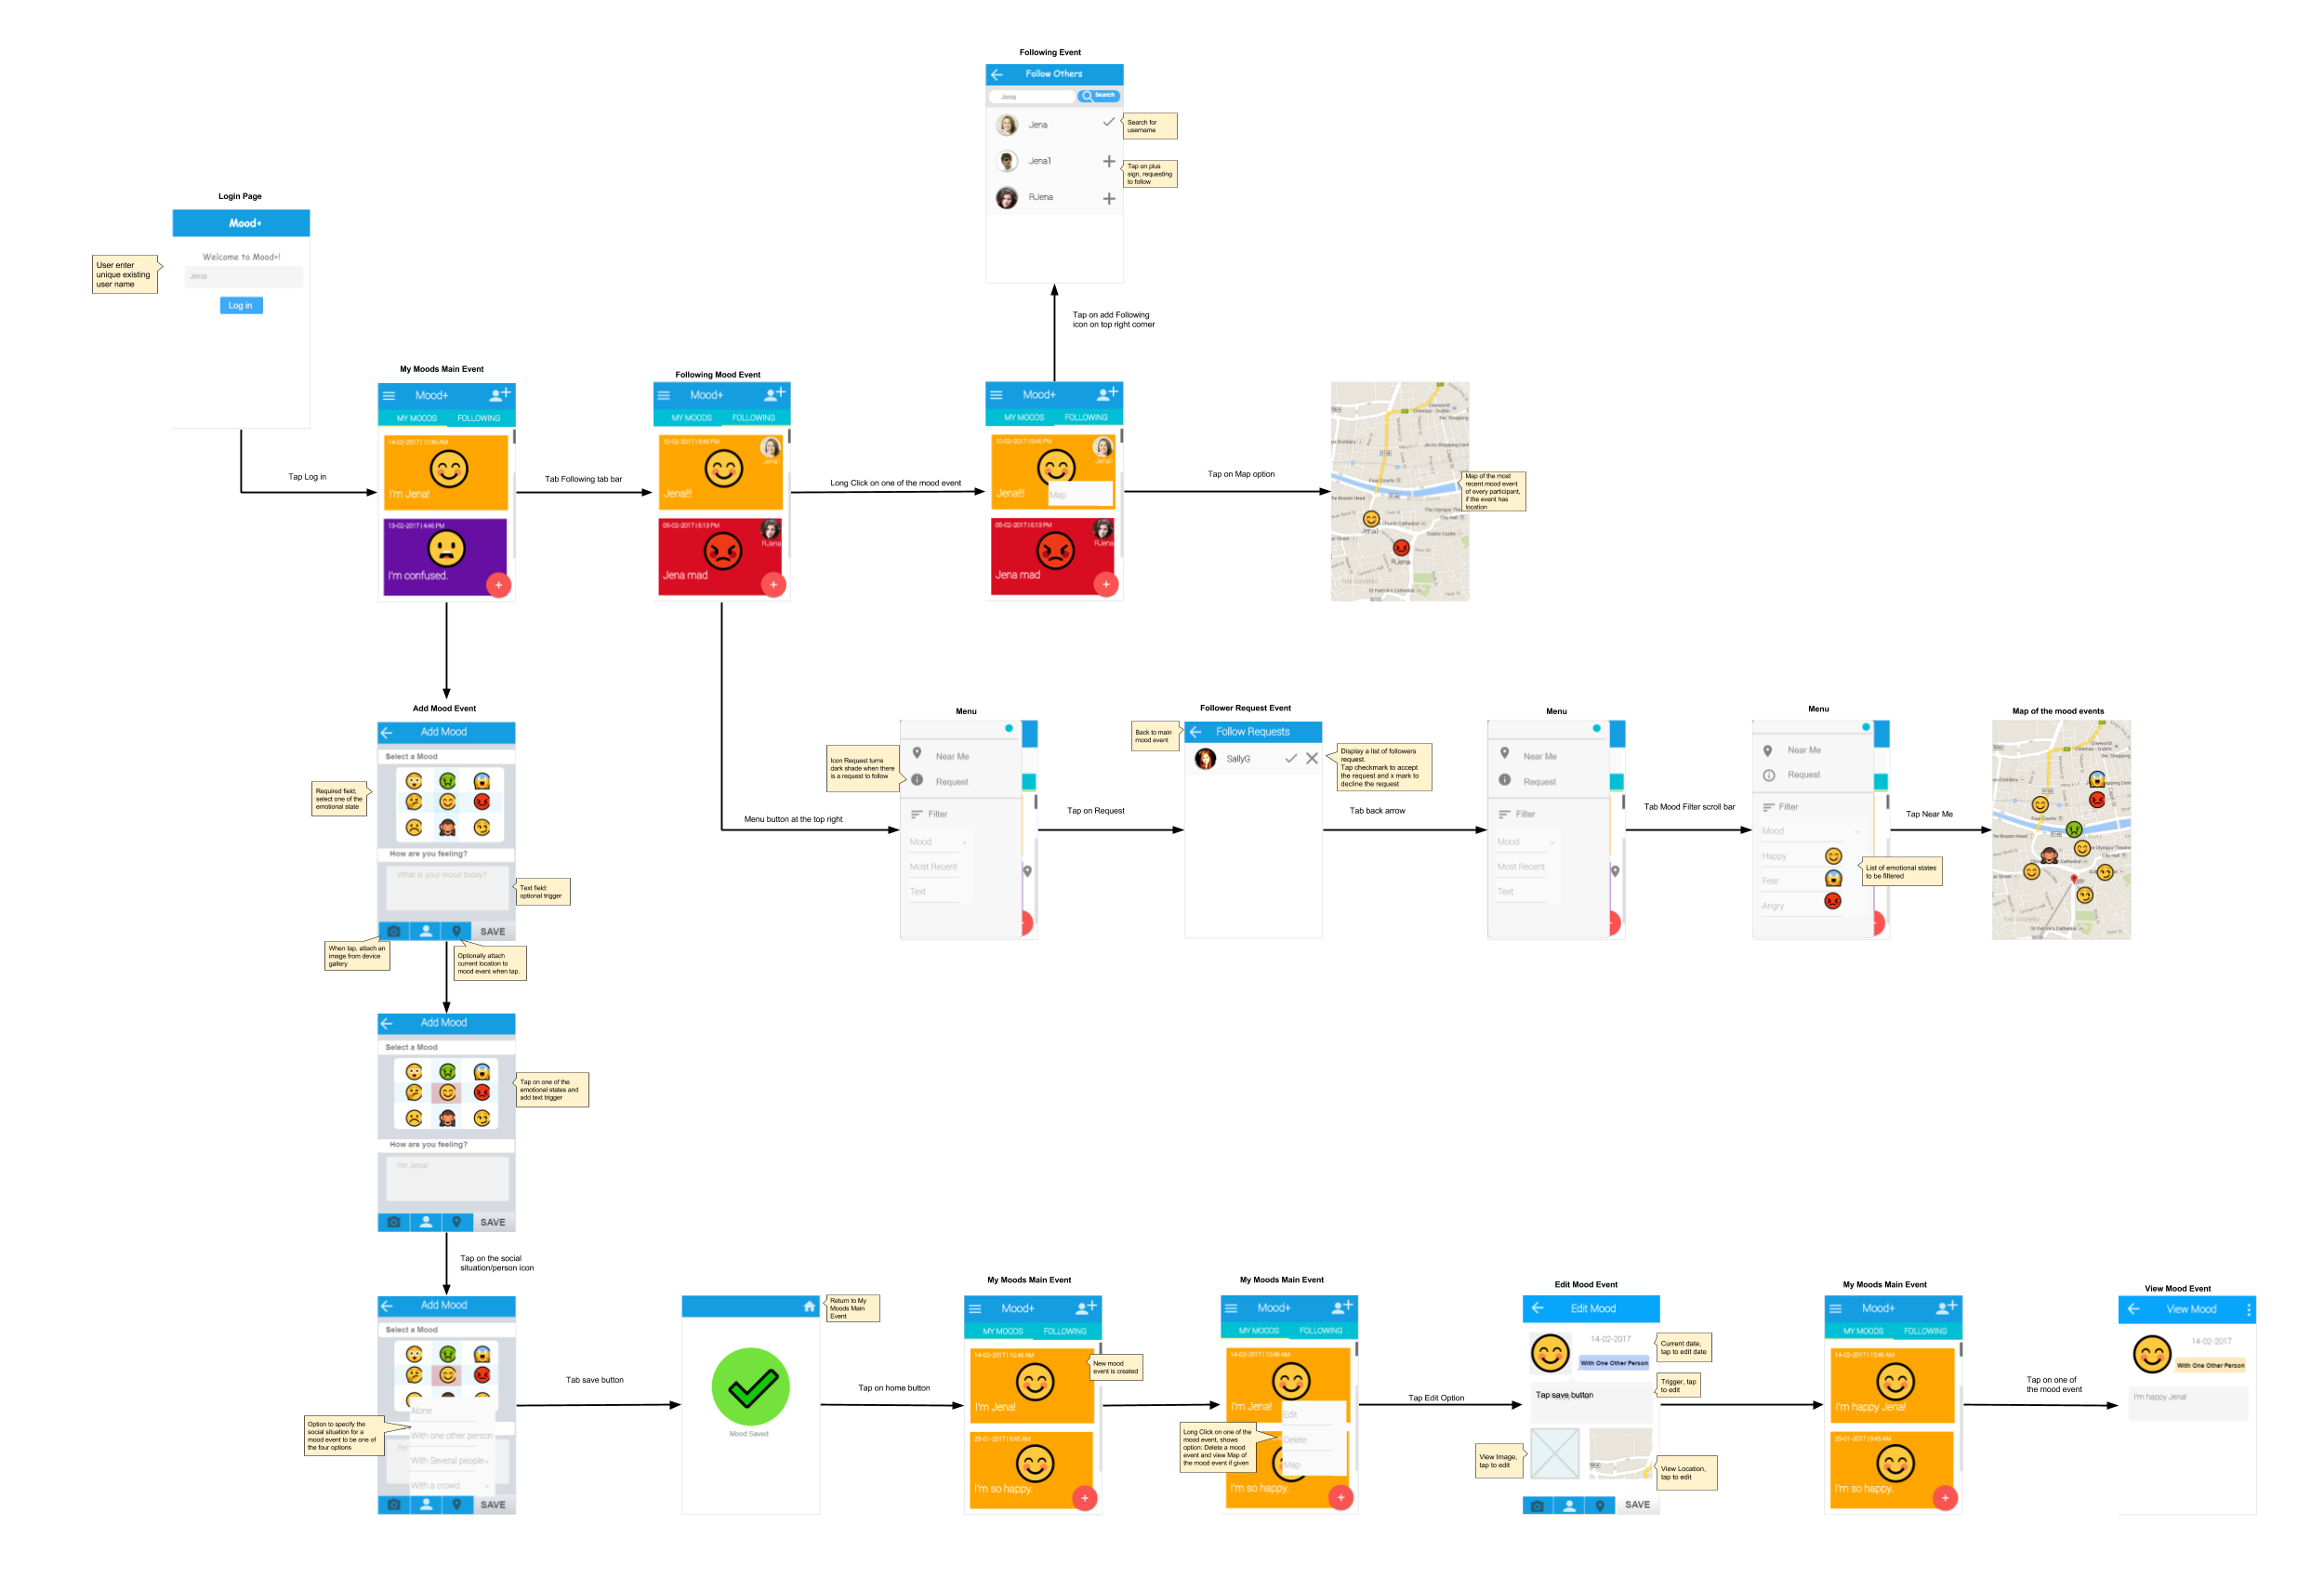 Following Event
Follow Others
Jena
Search
Jena
Jena1
RJena
Search for
username
Tap on plus
sign, requesting
to follow
Login Page
Mood+
Welcome to Mood+!
Jena
Log in
User enter
unique existing
user name
Tap on add Following
icon on top right corner
Tap Log in
My Moods Main Event
Mood+
MY MOODS
FOLLOWING
14-02-2017 | 10:46 AM
I'm Jena!
13-02-2017 | 4:46 PM
I'm confused.
Tab Following tab bar
Following Mood Event
Mood+
MY MOODS
FOLLOWING
10-02-2017 | 9:46 PM
Jena1
Jena!!!
05-02-2017 | 6:13 PM
RJena
Jena mad
Long Click on one of the mood event
Mood+
MY MOODS
FOLLOWING
10-02-2017 | 9:46 PM
Jena1
Jena!!!
Map
05-02-2017 | 6:13 PM
RJena
Jena mad
Tap on Map option
Jena1
RJena
Four Courts
City Hall
Dublin Castle
THE COOMBE
St Patrick's Cathedral
Map of the most
recent mood event
of every participant,
if the event has
location
Add Mood Event
Add Mood
Select a Mood
How are you feeling?
What is your mood today?
SAVE
Required field,
select one of the
emotional state
Text field:
optional trigger
When tap, attach an
image from device
gallery
Optionally attach
current location to
mood event when tap.
Menu button at the top right
Menu
Near Me
Request
Filter
Mood
Most Recent
Text
Icon Request turns
dark shade when there
is a request to follow
Tap on Request
Follower Request Event
Follow Requests
SallyG
Back to main
mood event
Display a list of followers
request.
Tap checkmark to accept
the request and x mark to
decline the request
Tab back arrow
Menu
Near Me
Request
Filter
Mood
Most Recent
Text
Tab Mood Filter scroll bar
Menu
Near Me
Request
Filter
Mood
Happy
Fear
Angry
List of emotional states
to be filtered
Tap Near Me
Map of the mood events
Four Courts
City Hall
THE COOMBE
St Patrick's Cathedral
Add Mood
Select a Mood
How are you feeling?
I'm Jena!
SAVE
Tap on one of the
emotional states and
add text trigger
Tap on the social
situation/person icon
Add Mood
Select a Mood
Alone
With one other person
I'm
With Several people
With a crowd
SAVE
Option to specify the
social situation for a
mood event to be one of
the four options
Tab save button
Mood Saved
Return to My
Moods Main
Event
Tap on home button
My Moods Main Event
Mood+
MY MOODS
FOLLOWING
14-02-2017 | 10:46 AM
I'm Jena!
25-01-2017 | 9:45 AM
I'm so happy.
New mood
event is created
My Moods Main Event
Mood+
MY MOODS
FOLLOWING
14-02-2017 | 10:46 AM
I'm Jena!
Edit
Delete
Map
I'm so happy.
Long Click on one of the
mood event, shows
option: Delete a mood
event and view Map of
the mood event if given
Tap Edit Option
Edit Mood Event
Edit Mood
14-02-2017
With One Other Person
Tap save button
SAVE
Current date,
tap to edit date
Trigger, tap
to edit
View Image,
tap to edit
View Location,
tap to edit
My Moods Main Event
Mood+
MY MOODS
FOLLOWING
14-02-2017 | 10:46 AM
I'm happy Jena!
25-01-2017 | 9:45 AM
I'm so happy.
Tap on one of
the mood event
View Mood Event
View Mood
14-02-2017
With One Other Person
I'm happy Jena!